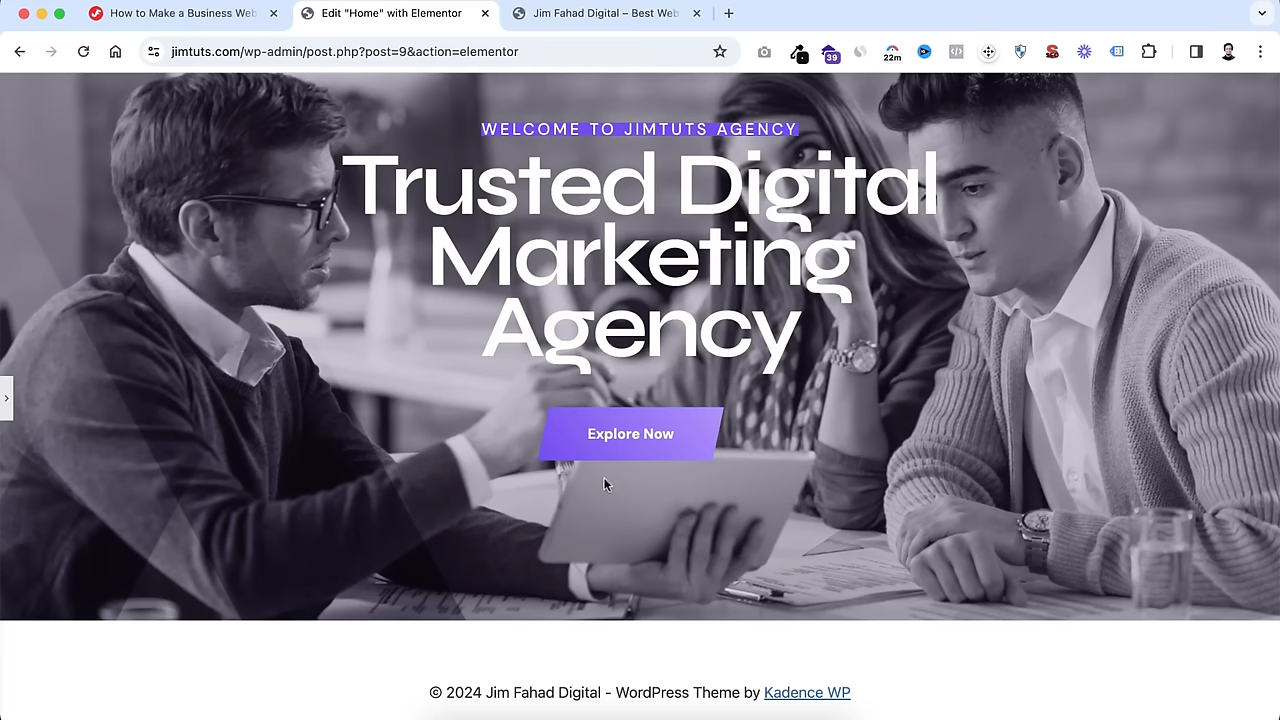 How to Make a Business Web
Edit "Home" with Elementor
Jim Fahad Digital – Best Web
jimtuts.com/wp-admin/post.php?post=9&action=elementor
39
22m
WELCOME TO JIMTUTS AGENCY
Trusted Digital
Marketing
Agency
Explore Now
© 2024 Jim Fahad Digital - WordPress Theme by Kadence WP